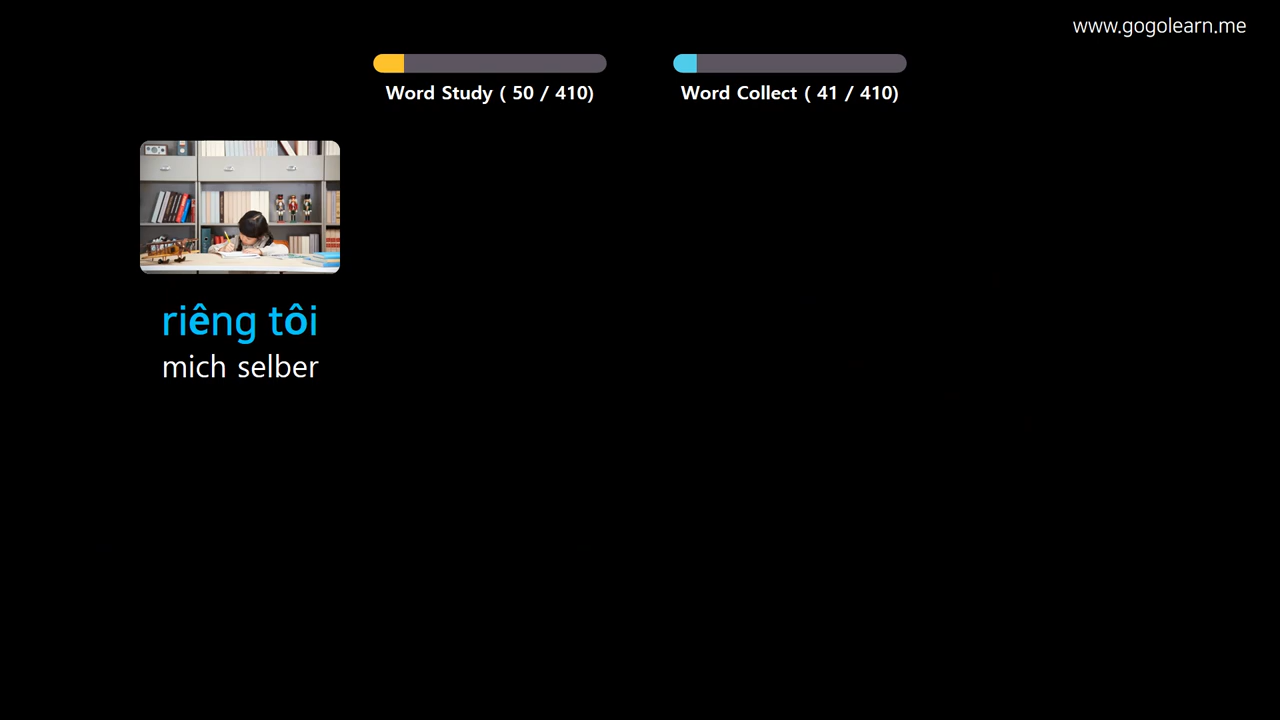 www.gogolearn.me
Word Study ( 50 / 410)
Word Collect ( 41 / 410)
riêng tôi
mich selber